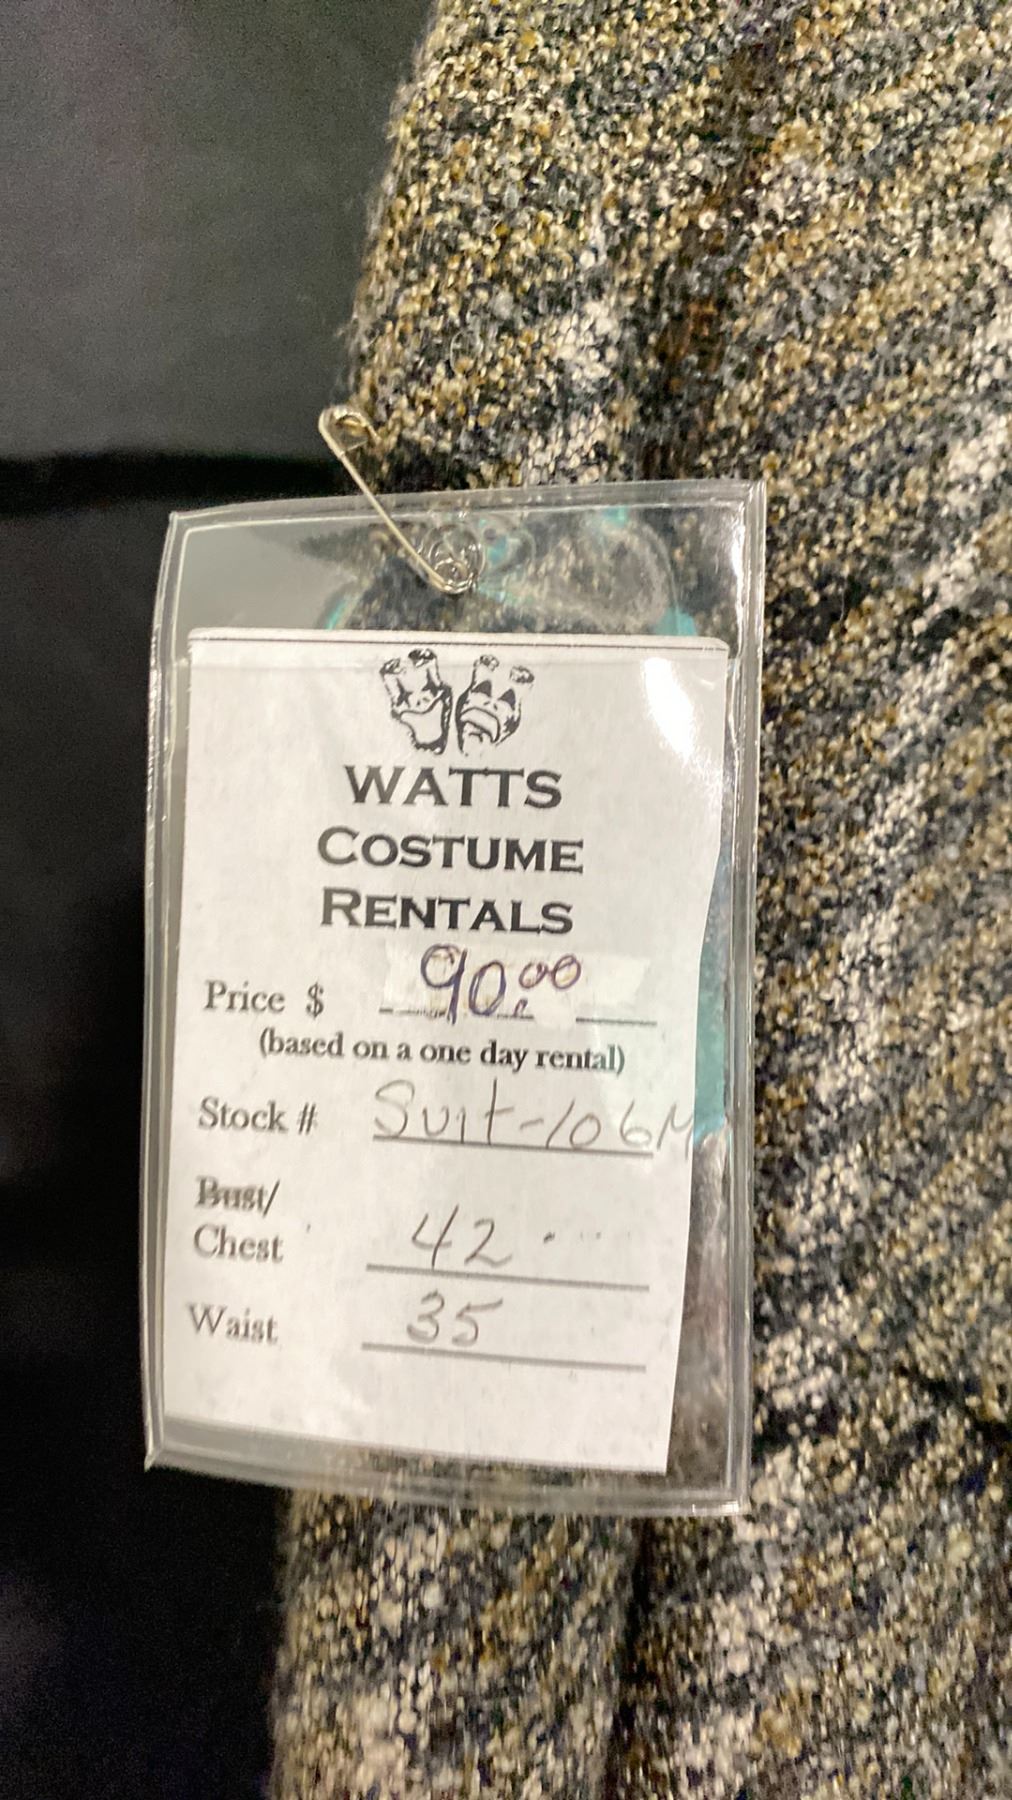 WATTS
COSTUME
RENTALS
Price $ 90.00
(based on a one day rental)
Stock # Suit-106M
Bust/
Chest 42
Waist 35